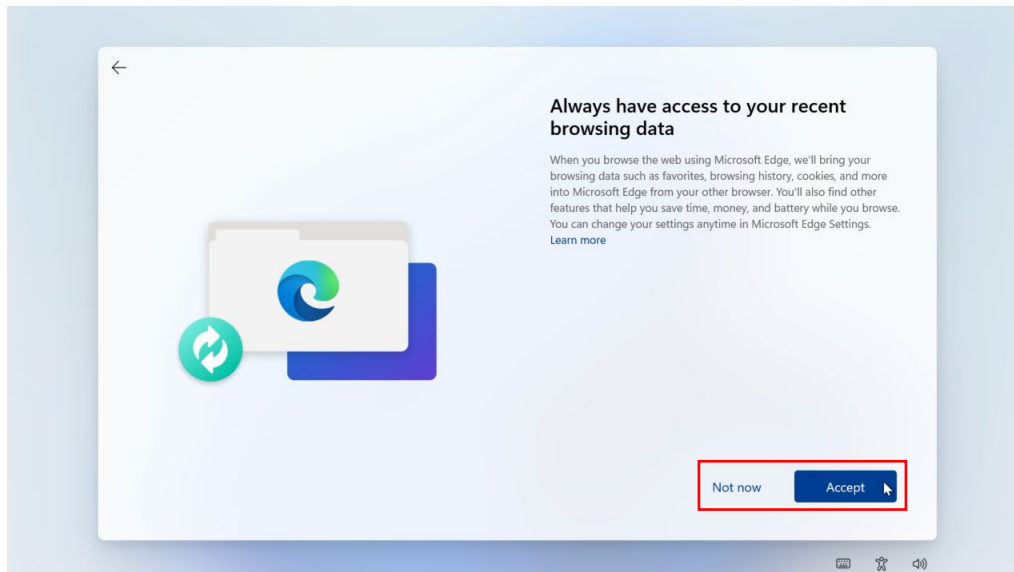 Always have access to your recent
browsing data
When you browse the web using Microsoft Edge, we'll bring your
browsing data such as favorites, browsing history, cookies, and more
into Microsoft Edge from your other browser. You'll also find other
features that help you save time, money, and battery while you browse.
You can change your settings anytime in Microsoft Edge Settings.
Learn more
Not now
Accept